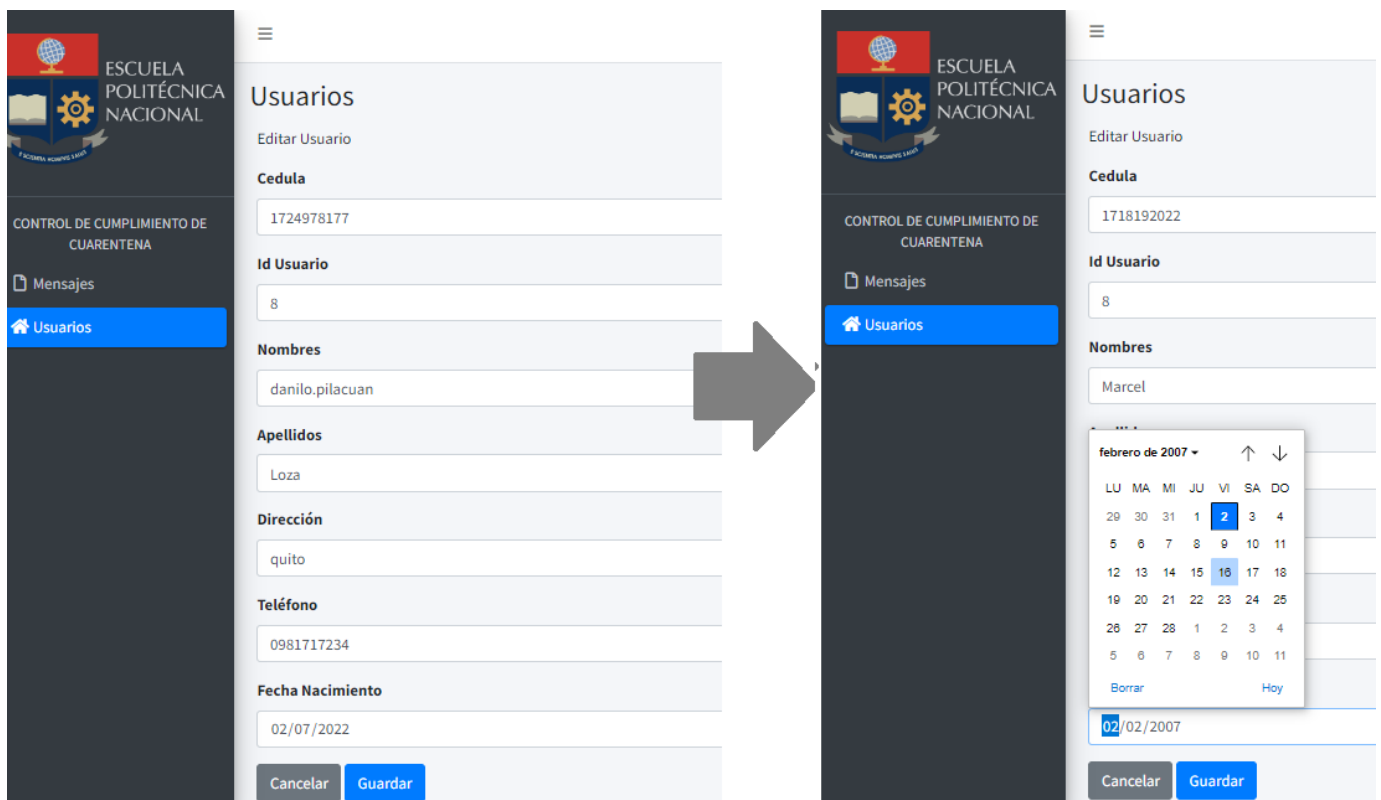 ESCUELA
POLITÉCNICA
NACIONAL
CONTROL DE CUMPLIMIENTO DE
CUARENTENA
Mensajes
Usuarios
Usuarios
Editar Usuario
Cedula
1724978177
Id Usuario
8
Nombres
danilo.pilacuan
Apellidos
Loza
Dirección
quito
Teléfono
0981717234
Fecha Nacimiento
02/07/2022
Cancelar Guardar
ESCUELA
POLITÉCNICA
NACIONAL
CONTROL DE CUMPLIMIENTO DE
CUARENTENA
Mensajes
Usuarios
Usuarios
Editar Usuario
Cedula
1718192022
Id Usuario
8
Nombres
Marcel
febrero de 2007
LU MA MI JU VI SA DO
29 30 31 1 2 3 4
5 6 7 8 9 10 11
12 13 14 15 16 17 18
19 20 21 22 23 24 25
26 27 28 1 2 3 4
5 6 7 8 9 10 11
Borrar Hoy
02/02/2007
Cancelar Guardar